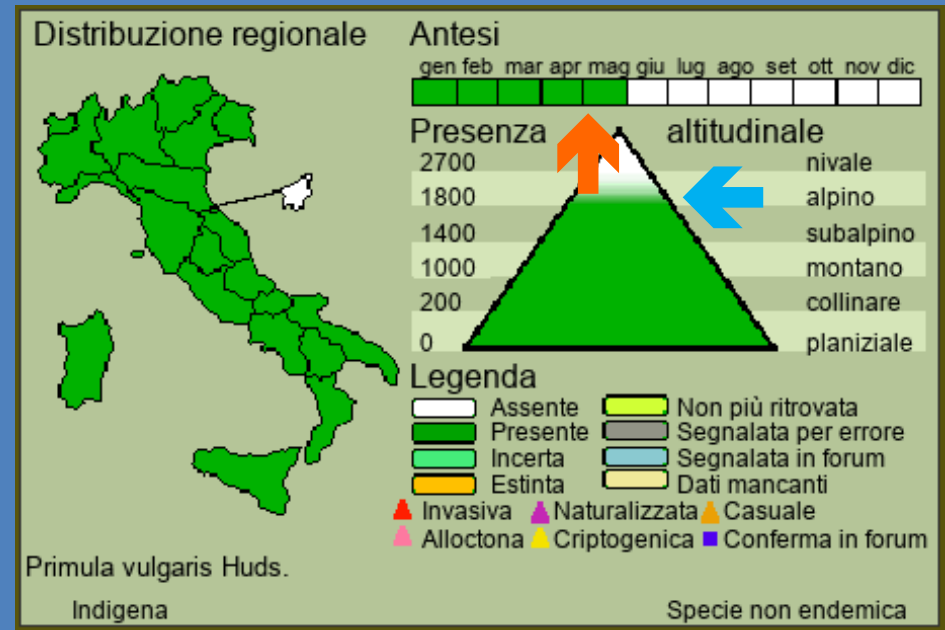 Distribuzione regionale
Antesi
gen feb mar apr mag giu lug ago set ott nov dic
Presenza altitudinale
2700 nivale
1800 alpino
1400 subalpino
1000 montano
200 collinare
0 planiziale
Legenda
Assente Non più ritrovata
Presente Segnalata per errore
Incerta Segnalata in forum
Estinta Dati mancanti
Invasiva Naturalizzata Casuale
Alloctona Criptogenica Conferma in forum
Primula vulgaris Huds.
Indigena Specie non endemica